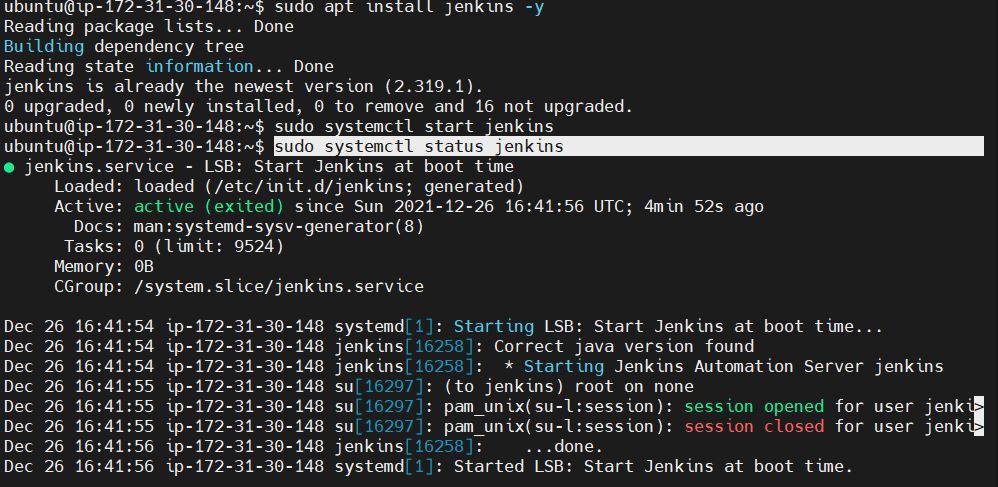 ubuntu@ip-172-31-30-148:~$ sudo apt install jenkins -y
Reading package lists... Done
Building dependency tree
Reading state information... Done
jenkins is already the newest version (2.319.1).
0 upgraded, 0 newly installed, 0 to remove and 16 not upgraded.
ubuntu@ip-172-31-30-148:~$ sudo systemctl start jenkins
ubuntu@ip-172-31-30-148:~$ sudo systemctl status jenkins
● jenkins.service - LSB: Start Jenkins at boot time
     Loaded: loaded (/etc/init.d/jenkins; generated)
     Active: active (exited) since Sun 2021-12-26 16:41:56 UTC; 4min 52s ago
       Docs: man:systemd-sysv-generator(8)
      Tasks: 0 (limit: 9524)
     Memory: 0B
     CGroup: /system.slice/jenkins.service

Dec 26 16:41:54 ip-172-31-30-148 systemd[1]: Starting LSB: Start Jenkins at boot time...
Dec 26 16:41:54 ip-172-31-30-148 jenkins[16258]: Correct java version found
Dec 26 16:41:54 ip-172-31-30-148 jenkins[16258]:  * Starting Jenkins Automation Server jenkins
Dec 26 16:41:55 ip-172-31-30-148 su[16297]: (to jenkins) root on none
Dec 26 16:41:55 ip-172-31-30-148 su[16297]: pam_unix(su-l:session): session opened for user jenki>
Dec 26 16:41:55 ip-172-31-30-148 su[16297]: pam_unix(su-l:session): session closed for user jenki>
Dec 26 16:41:56 ip-172-31-30-148 jenkins[16258]:    ...done.
Dec 26 16:41:56 ip-172-31-30-148 systemd[1]: Started LSB: Start Jenkins at boot time.